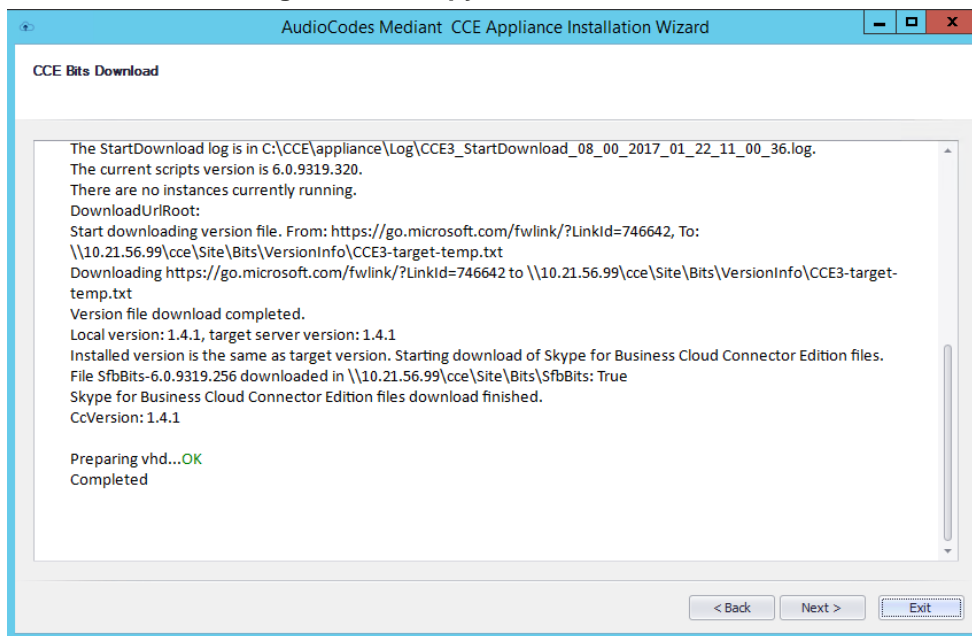 AudioCodes Mediant CCE Appliance Installation Wizard
CCE Bits Download
The StartDownload log is in C:\CCE\appliance\Log\CCE3_StartDownload_08_00_2017_01_22_11_00_36.log.
The current scripts version is 6.0.9319.320.
There are no instances currently running.
DownloadUrlRoot:
Start downloading version file. From: https://go.microsoft.com/fwlink/?LinkId=746642, To:
\\10.21.56.99\cce\Site\Bits\VersionInfo\CCE3-target-temp.txt
Downloading https://go.microsoft.com/fwlink/?LinkId=746642 to \\10.21.56.99\cce\Site\Bits\VersionInfo\CCE3-target-
temp.txt
Version file download completed.
Local version: 1.4.1, target server version: 1.4.1
Installed version is the same as target version. Starting download of Skype for Business Cloud Connector Edition files.
File SfbBits-6.0.9319.256 downloaded in \\10.21.56.99\cce\Site\Bits\SfbBits: True
Skype for Business Cloud Connector Edition files download finished.
CcVersion: 1.4.1
Preparing vhd...OK
Completed
< Back Next > Exit